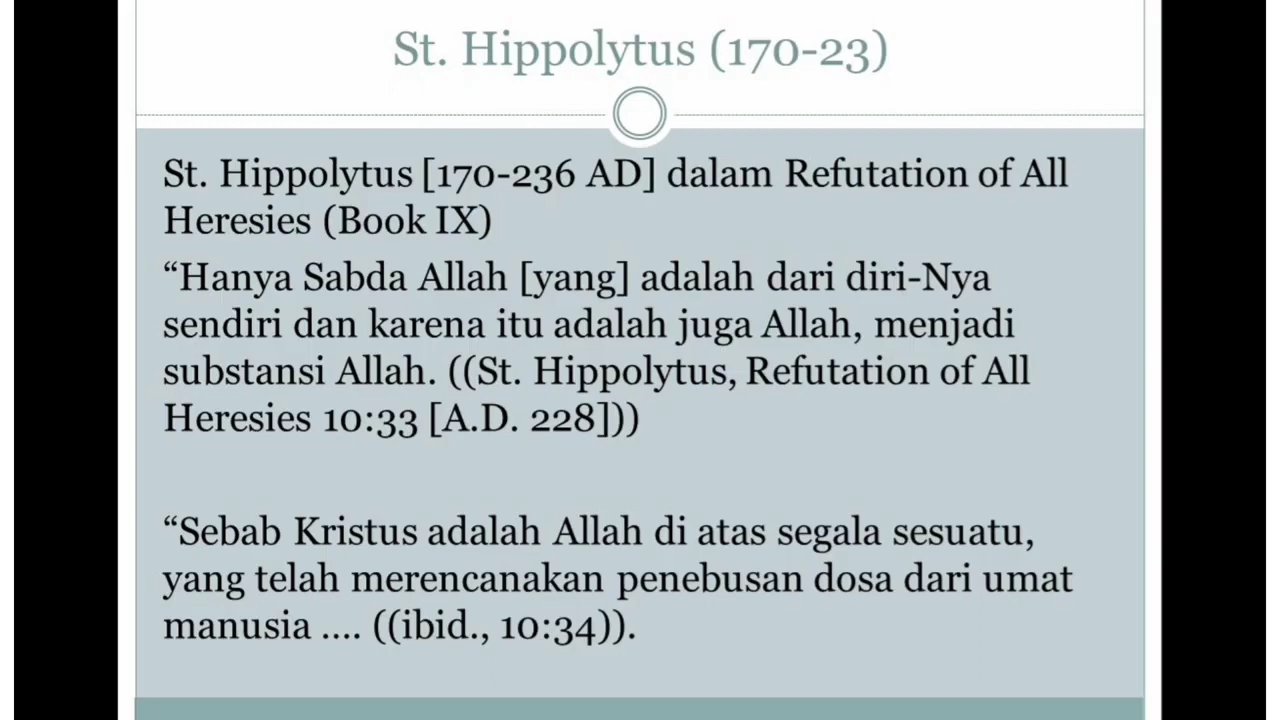 St. Hippolytus (170-23)
St. Hippolytus [170-236 AD] dalam Refutation of All
Heresies (Book IX)
“Hanya Sabda Allah [yang] adalah dari diri-Nya
sendiri dan karena itu adalah juga Allah, menjadi
substansi Allah. ((St. Hippolytus, Refutation of All
Heresies 10:33 [A.D. 228]))
“Sebab Kristus adalah Allah di atas segala sesuatu,
yang telah merencanakan penebusan dosa dari umat
manusia …. ((ibid., 10:34)).